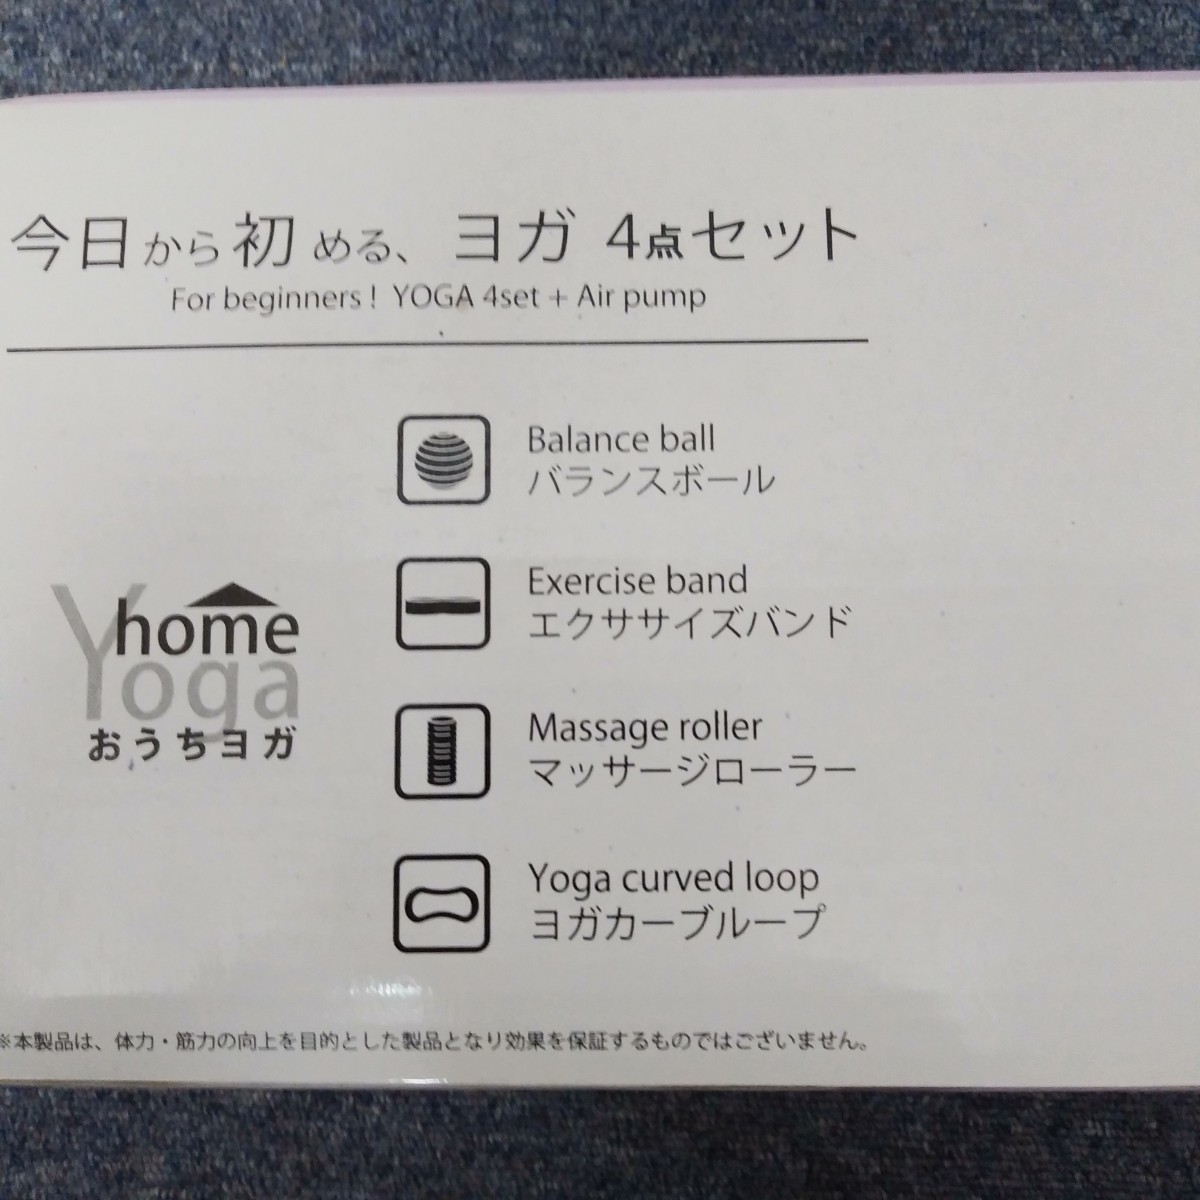 今日から初める、ヨガ 4点セット
For beginners! YOGA 4set + Air pump
Balance ball
バランスボール
Exercise band
エクササイズバンド
home
Yoga
おうちヨガ
Massage roller
マッサージローラー
Yoga curved loop
ヨガカーブループ
※本製品は、体力・筋力の向上を目的とした製品となり効果を保証するものではございません。